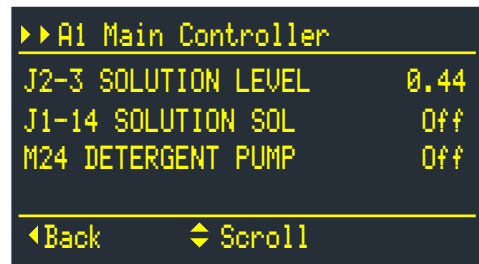 A1 Main Controller
J2-3 SOLUTION LEVEL 0.44
J1-14 SOLUTION SOL Off
M24 DETERGENT PUMP Off
Back Scroll